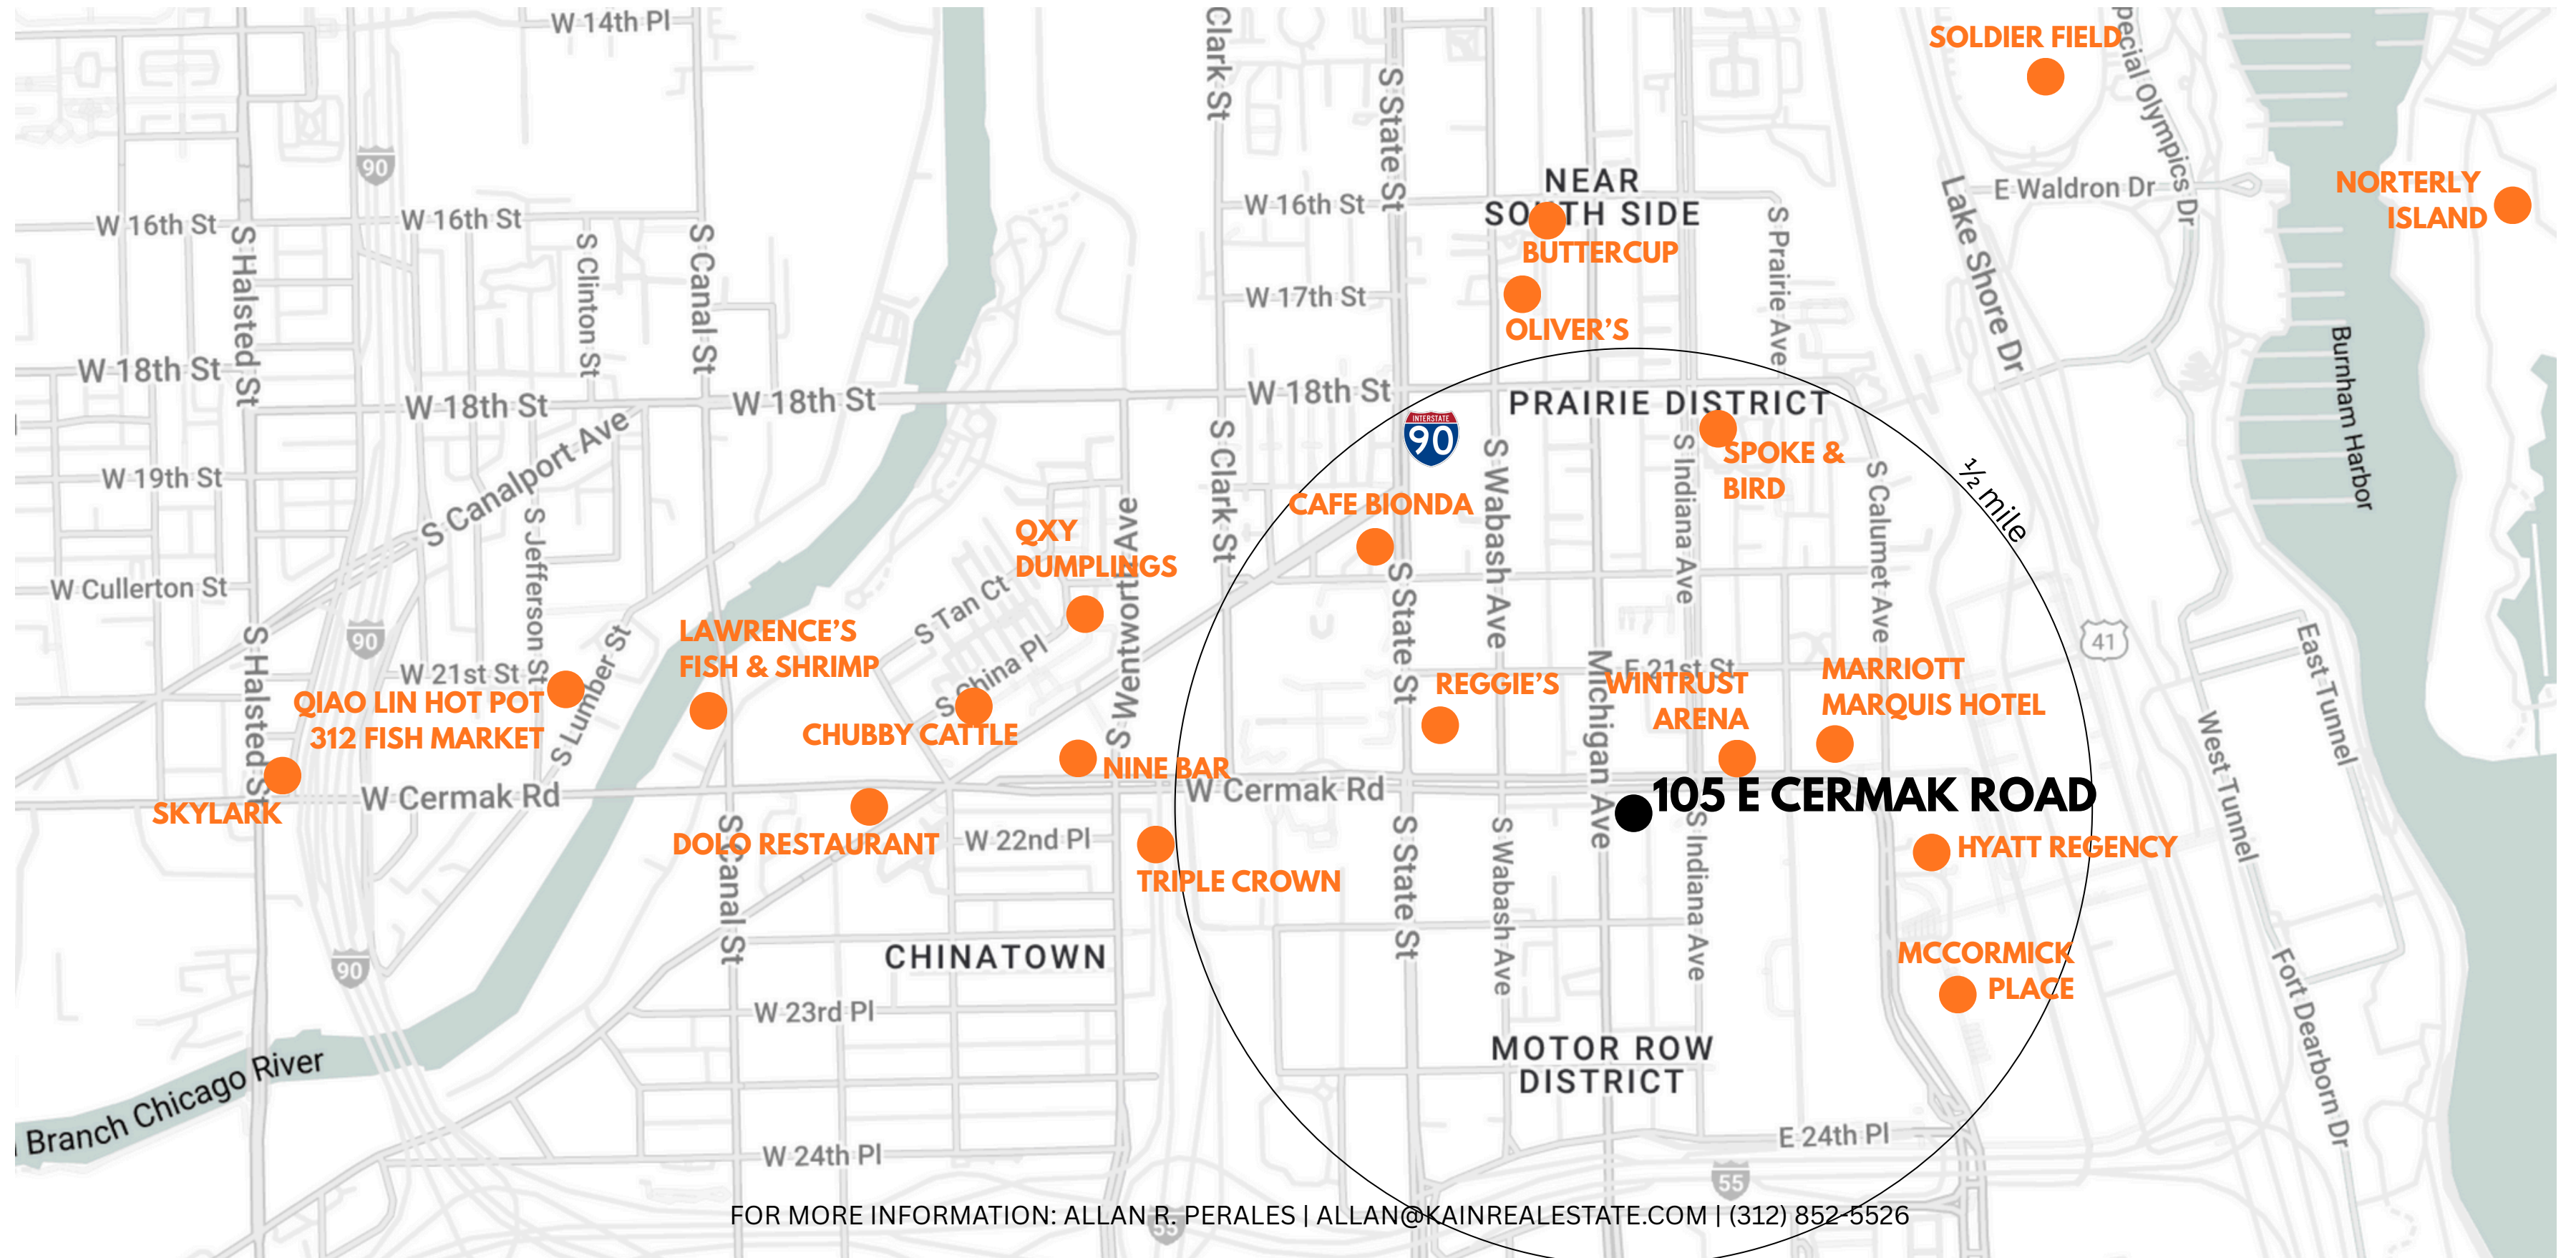 W 14th Pl
Clark St
S State St
SOLDIER FIELD
pecial Olympics Dr
90
NEAR
SOUTH SIDE
BUTTERCUP
E Waldron Dr
NORTERLY
ISLAND
W 16th St
W 16th St
W 16th St
S Halsted St
S Clinton St
S Canal St
S Prairie Ave
Lake Shore Dr
W 17th St
OLIVER'S
Burnham Harbor
W 18th St
W 18th St
W 18th St
W 18th St
PRAIRIE DISTRICT
INTERSTATE
90
SPOKE &
BIRD
S Canalport Ave
S Clark St
S Wabash Ave
S Indiana Ave
S Calumet Ave
½ mile
W 19th St
CAFE BIONDA
QXY
DUMPLINGS
S Wentworth Ave
S Jefferson St
W Cullerton St
S Tan Ct
S State St
LAWRENCE'S
FISH & SHRIMP
90
41
East Tunnel
S Halsted St
W 21st St
S Lumber St
S China Pl
E 21st St
Michigan Ave
QIAO LIN HOT POT
312 FISH MARKET
CHUBBY CATTLE
REGGIE'S
WINTRUST
ARENA
MARRIOTT
MARQUIS HOTEL
West Tunnel
NINE BAR
SKYLARK
W Cermak Rd
W Cermak Rd
105 E CERMAK ROAD
DOLO RESTAURANT
S Canal St
W 22nd Pl
TRIPLE CROWN
S State St
S Wabash Ave
S Indiana Ave
HYATT REGENCY
90
CHINATOWN
MCCORMICK
PLACE
Fort Dearborn Dr
W 23rd Pl
MOTOR ROW
DISTRICT
Branch Chicago River
W 24th Pl
E 24th Pl
55
55
FOR MORE INFORMATION: ALLAN R. PERALES | ALLAN@KAINREALESTATE.COM | (312) 852-5526